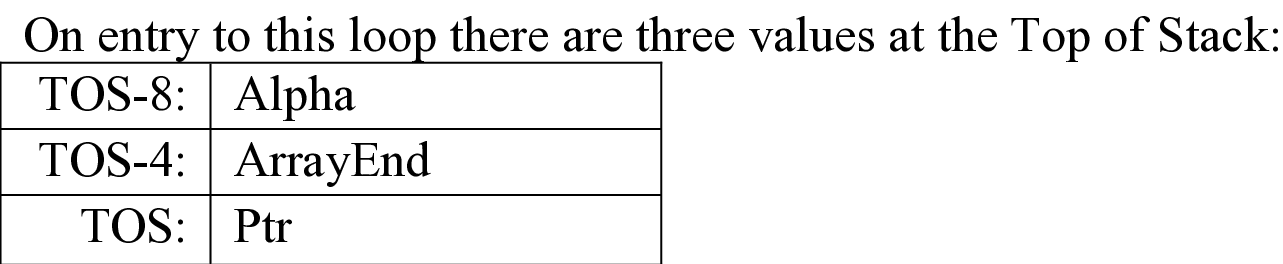 On entry to this loop there are three values at the Top of Stack:
TOS-8: Alpha
TOS-4: ArrayEnd
TOS: Ptr